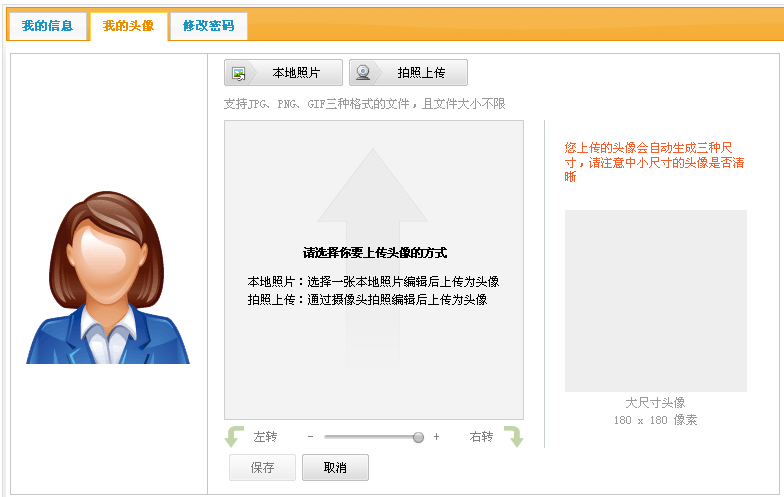 我的信息
我的头像
修改密码
本地照片
拍照上传
支持JPG、PNG、GIF三种格式的文件，且文件大小不限
请选择你要上传头像的方式
本地照片：选择一张本地照片编辑后上传为头像
拍照上传：通过摄像头拍照编辑后上传为头像
您上传的头像会自动生成三种尺
寸，请注意中小尺寸的头像是否清
晰
大尺寸头像
180 x 180 像素
左转
-
+
右转
保存
取消